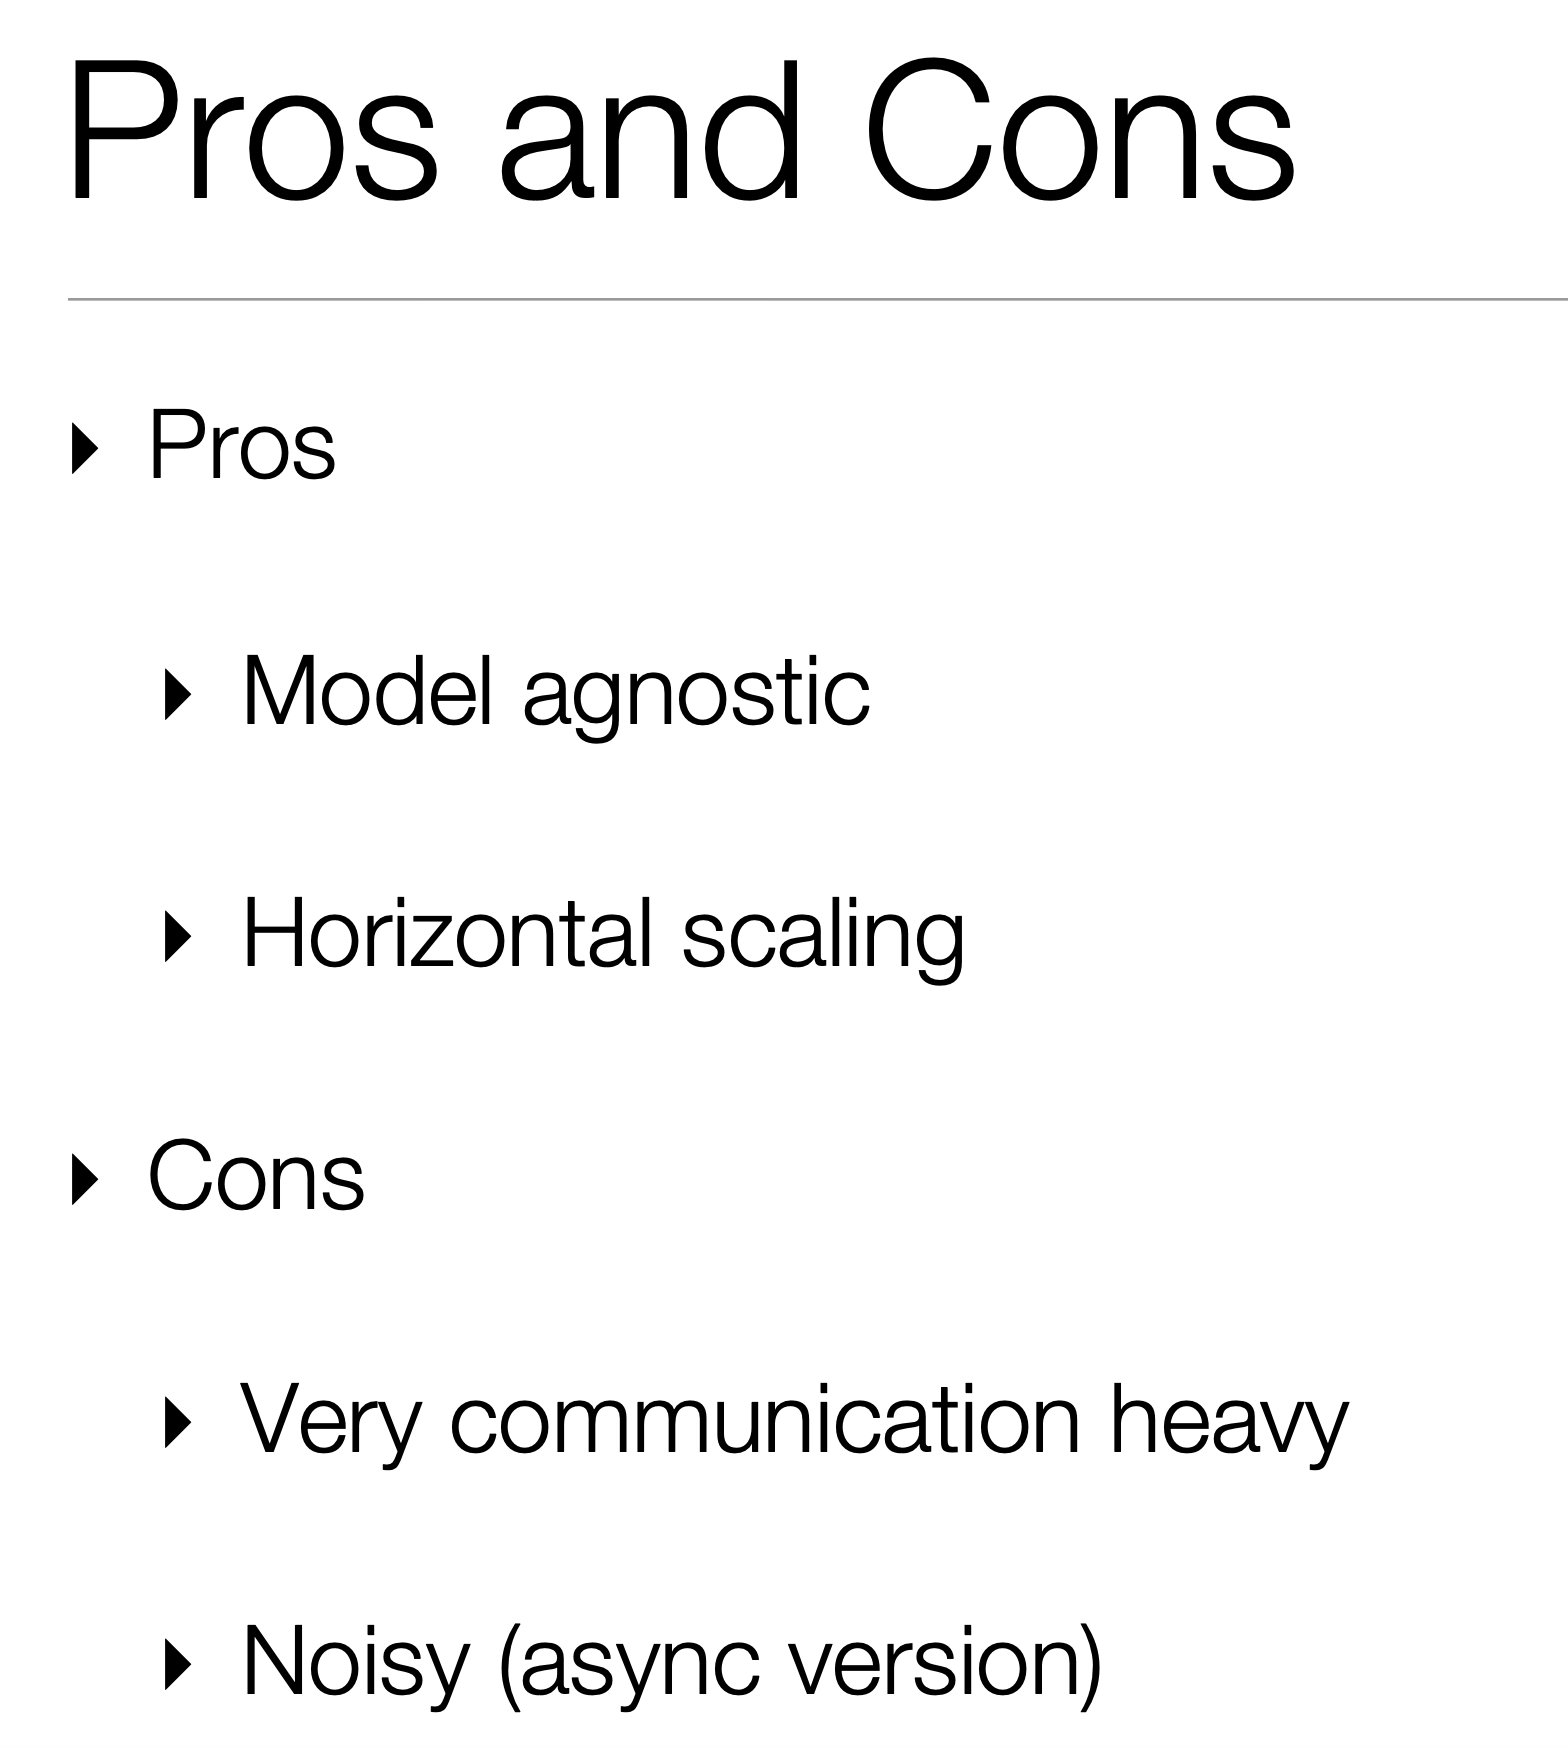 Pros and Cons
Pros
Model agnostic
Horizontal scaling
Cons
Very communication heavy
Noisy (async version)